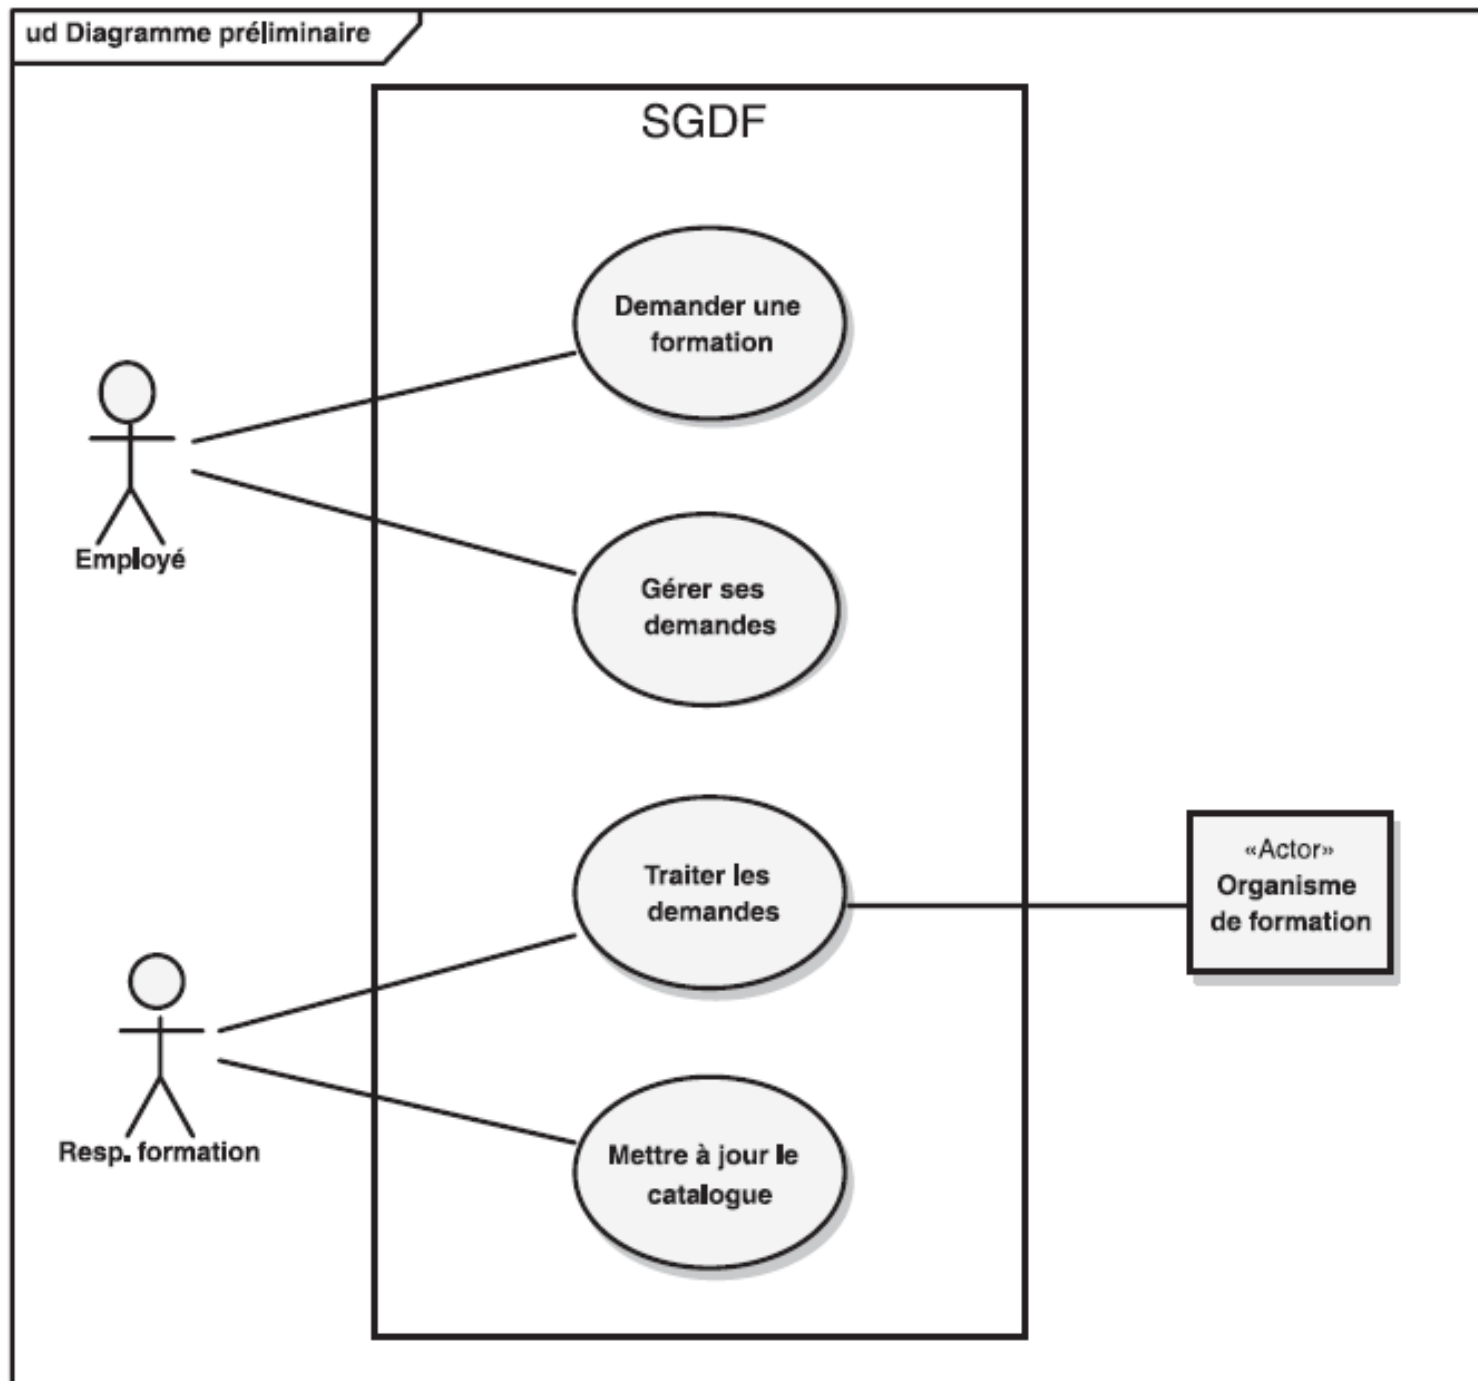 ud Diagramme préliminaire
SGDF
Demander une
formation
Employé
Gérer ses
demandes
Traiter les
demandes
«Actor»
Organisme
de formation
Resp. formation
Mettre à jour le
catalogue